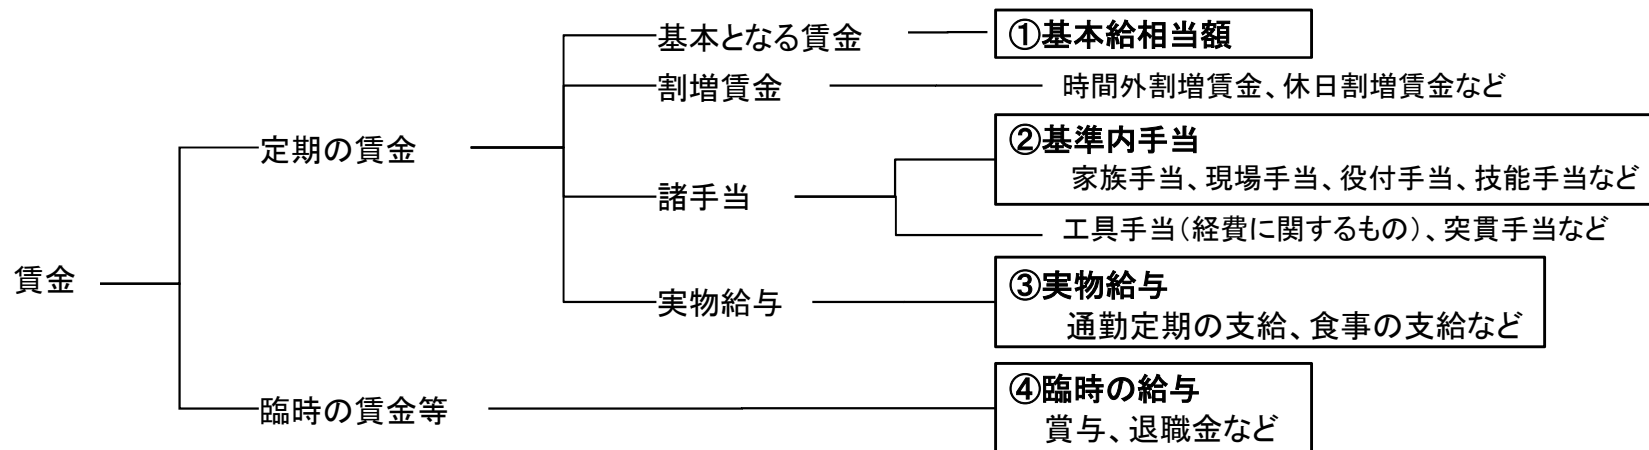 基本となる賃金
①基本給相当額
割増賃金
時間外割増賃金、休日割増賃金など
定期の賃金
②基準内手当
家族手当、現場手当、役付手当、技能手当など
諸手当
工具手当(経費に関するもの)、突貫手当など
賃金
実物給与
③実物給与
通勤定期の支給、食事の支給など
臨時の賃金等
④臨時の給与
賞与、退職金など